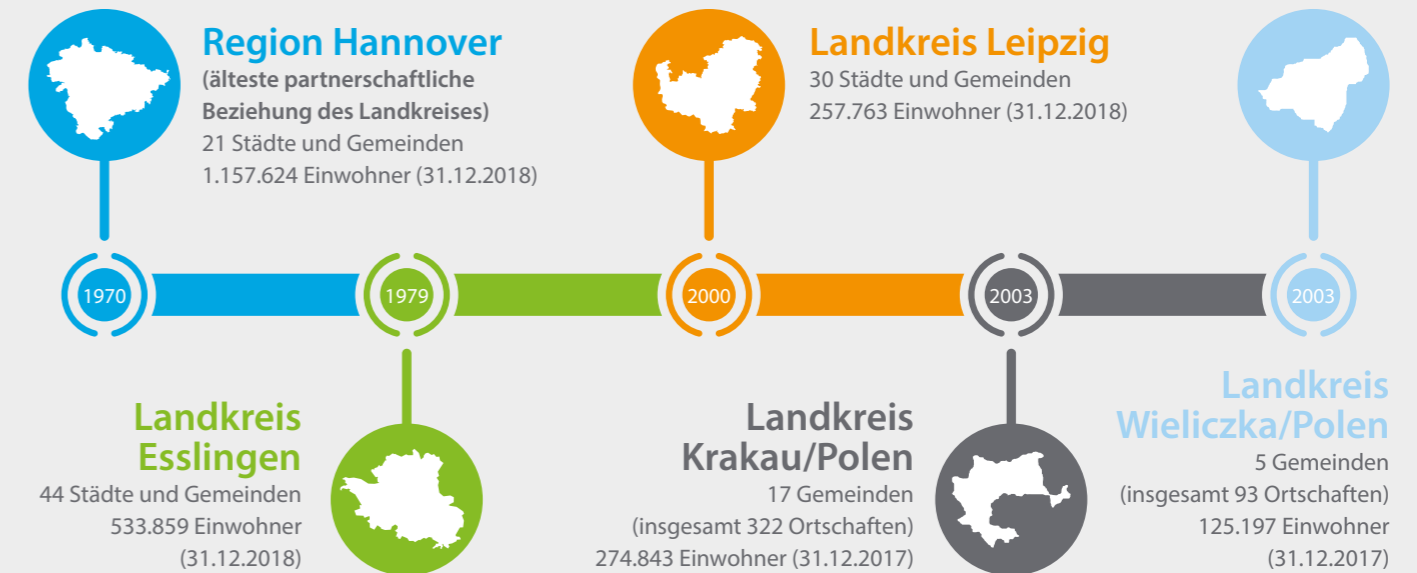 Region Hannover
(älteste partnerschaftliche
Beziehung des Landkreises)
21 Städte und Gemeinden
1.157.624 Einwohner (31.12.2018)
Landkreis Leipzig
30 Städte und Gemeinden
257.763 Einwohner (31.12.2018)
1970
1979
2000
2003
2003
Landkreis
Esslingen
44 Städte und Gemeinden
533.859 Einwohner
(31.12.2018)
Landkreis
Krakau/Polen
17 Gemeinden
(insgesamt 322 Ortschaften)
274.843 Einwohner (31.12.2017)
Landkreis
Wieliczka/Polen
5 Gemeinden
(insgesamt 93 Ortschaften)
125.197 Einwohner
(31.12.2017)